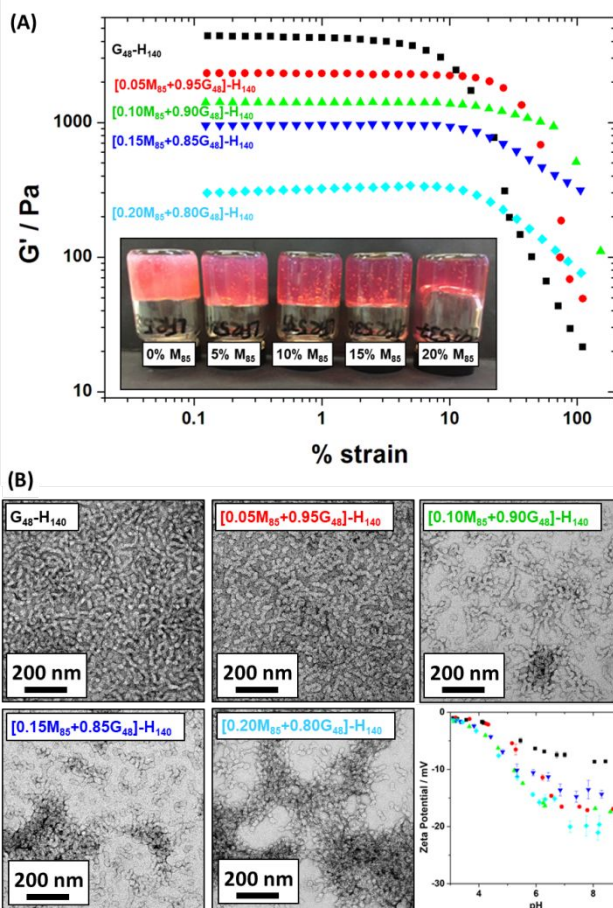 (A)
G' / Pa
1000
100
10
G₄₈-H₁₄₀
[0.05M₈₅+0.95G₄₈]-H₁₄₀
[0.10M₈₅+0.90G₄₈]-H₁₄₀
[0.15M₈₅+0.85G₄₈]-H₁₄₀
[0.20M₈₅+0.80G₄₈]-H₁₄₀
0% M₈₅ 5% M₈₅ 10% M₈₅ 15% M₈₅ 20% M₈₅
0.1 1 10 100
% strain
(B)
G₄₈-H₁₄₀
200 nm
[0.05M₈₅+0.95G₄₈]-H₁₄₀
200 nm
[0.10M₈₅+0.90G₄₈]-H₁₄₀
200 nm
[0.15M₈₅+0.85G₄₈]-H₁₄₀
200 nm
[0.20M₈₅+0.80G₄₈]-H₁₄₀
200 nm
Zeta Potential / mV
0
-10
-20
-30
4 6 8
pH